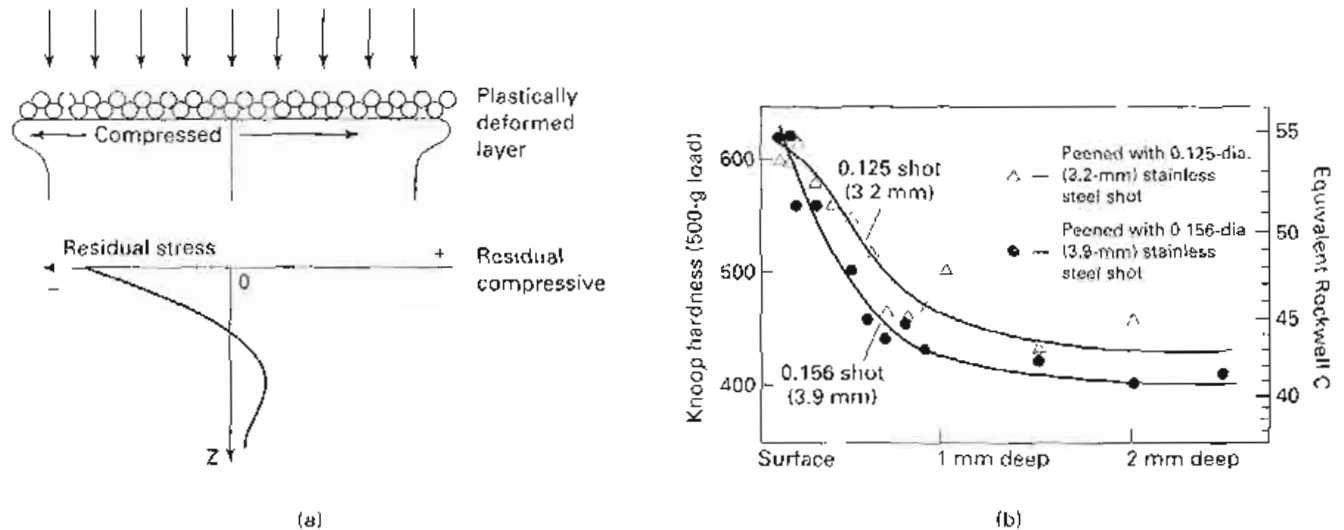 Plastically
deformed
layer
Compressed
Residual stress
+
Residual
compressive
−
0
Z
(a)
Knoop hardness (500-g load)
600
500
400
0.125 shot
(3.2 mm)
0.156 shot
(3.9 mm)
Peened with 0.125-dia.
(3.2-mm) stainless
steel shot
Peened with 0 156-dia
(3.9-mm) stainless
steel shot
55
50
45
40
Equivalent Rockwell C
Surface
1 mm deep
2 mm deep
(b)